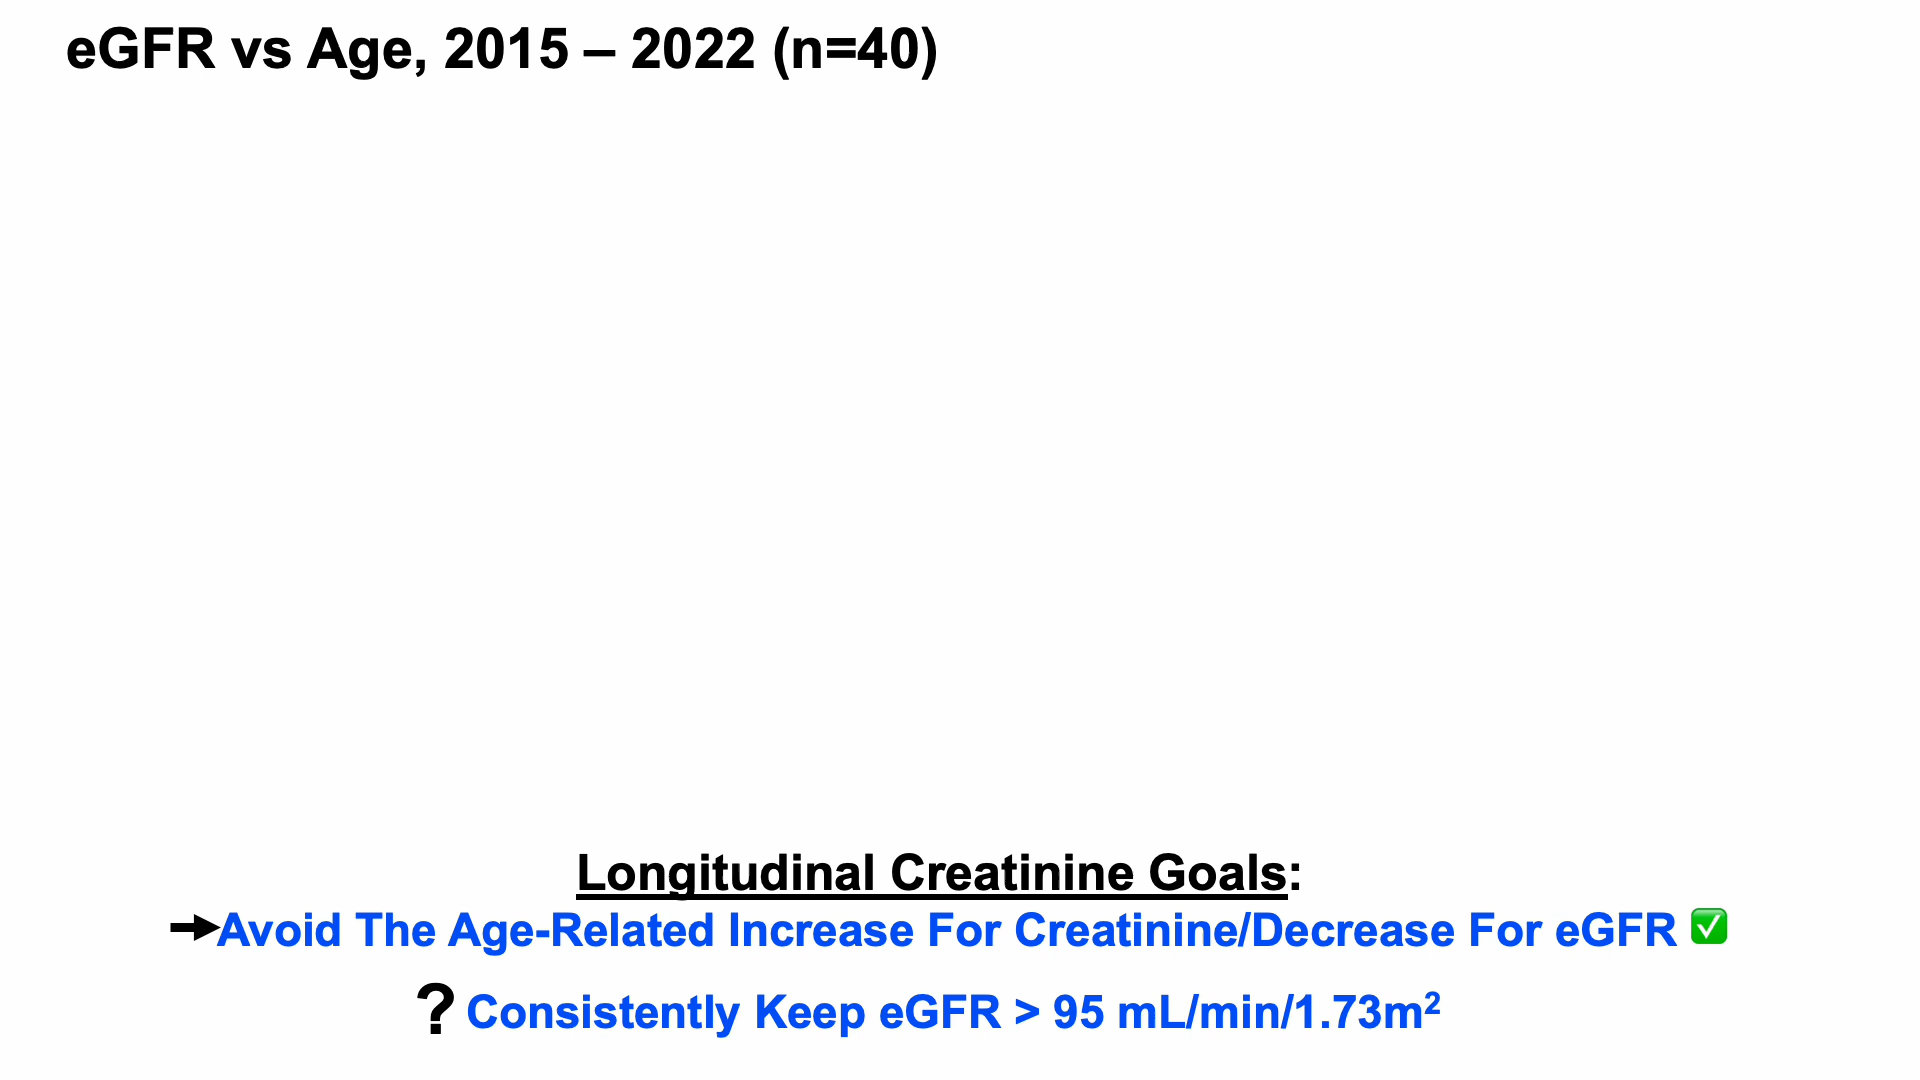 eGFR vs Age, 2015 – 2022 (n=40)
Longitudinal Creatinine Goals:
➞Avoid The Age-Related Increase For Creatinine/Decrease For eGFR ✅
? Consistently Keep eGFR > 95 mL/min/1.73m²